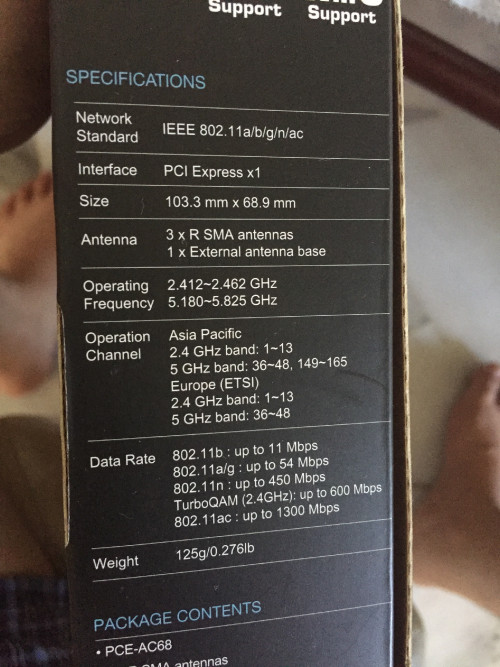 Support
Support
SPECIFICATIONS
Network Standard IEEE 802.11a/b/g/n/ac
Interface PCI Express x1
Size 103.3 mm x 68.9 mm
Antenna 3 x R SMA antennas
1 x External antenna base
Operating Frequency 2.412~2.462 GHz
5.180~5.825 GHz
Operation Channel Asia Pacific
2.4 GHz band: 1~13
5 GHz band: 36~48, 149~165
Europe (ETSI)
2.4 GHz band: 1~13
5 GHz band: 36~48
Data Rate 802.11b : up to 11 Mbps
802.11a/g : up to 54 Mbps
802.11n : up to 450 Mbps
TurboQAM (2.4GHz): up to 600 Mbps
802.11ac : up to 1300 Mbps
Weight 125g/0.276lb
PACKAGE CONTENTS
• PCE-AC68
SMA antennas